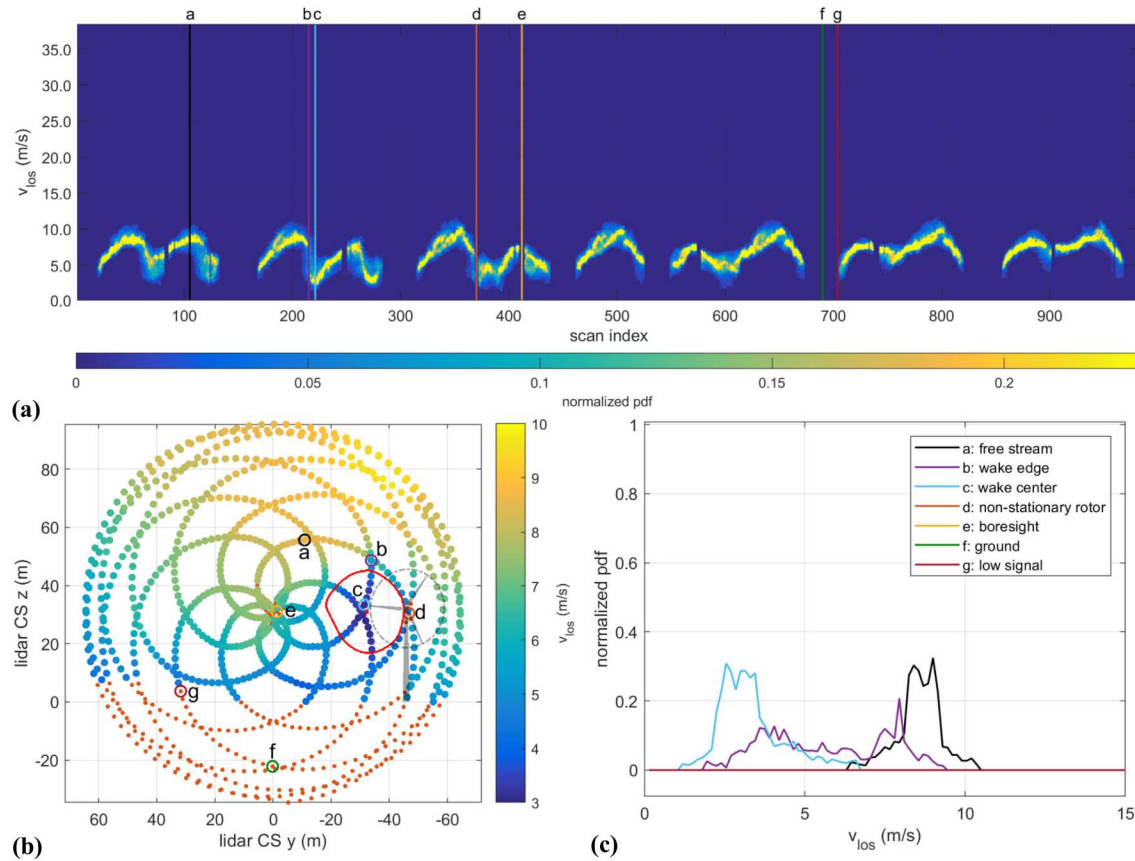 a b c d e f g
35.0
30.0
25.0
20.0
15.0
10.0
5.0
0.0
v_los (m/s)
100 200 300 400 500 600 700 800 900
scan index
0 0.05 0.1 0.15 0.2
normalized pdf
(a)
80
60
40
20
0
-20
lidar CS z (m)
60 40 20 0 -20 -40 -60
lidar CS y (m)
a
b
c
d
e
f
g
10
9
8
7
6
5
4
3
v_los (m/s)
(b)
1
0.8
0.6
0.4
0.2
0
normalized pdf
a: free stream
b: wake edge
c: wake center
d: non-stationary rotor
e: boresight
f: ground
g: low signal
0 5 10 15
v_los (m/s)
(c)